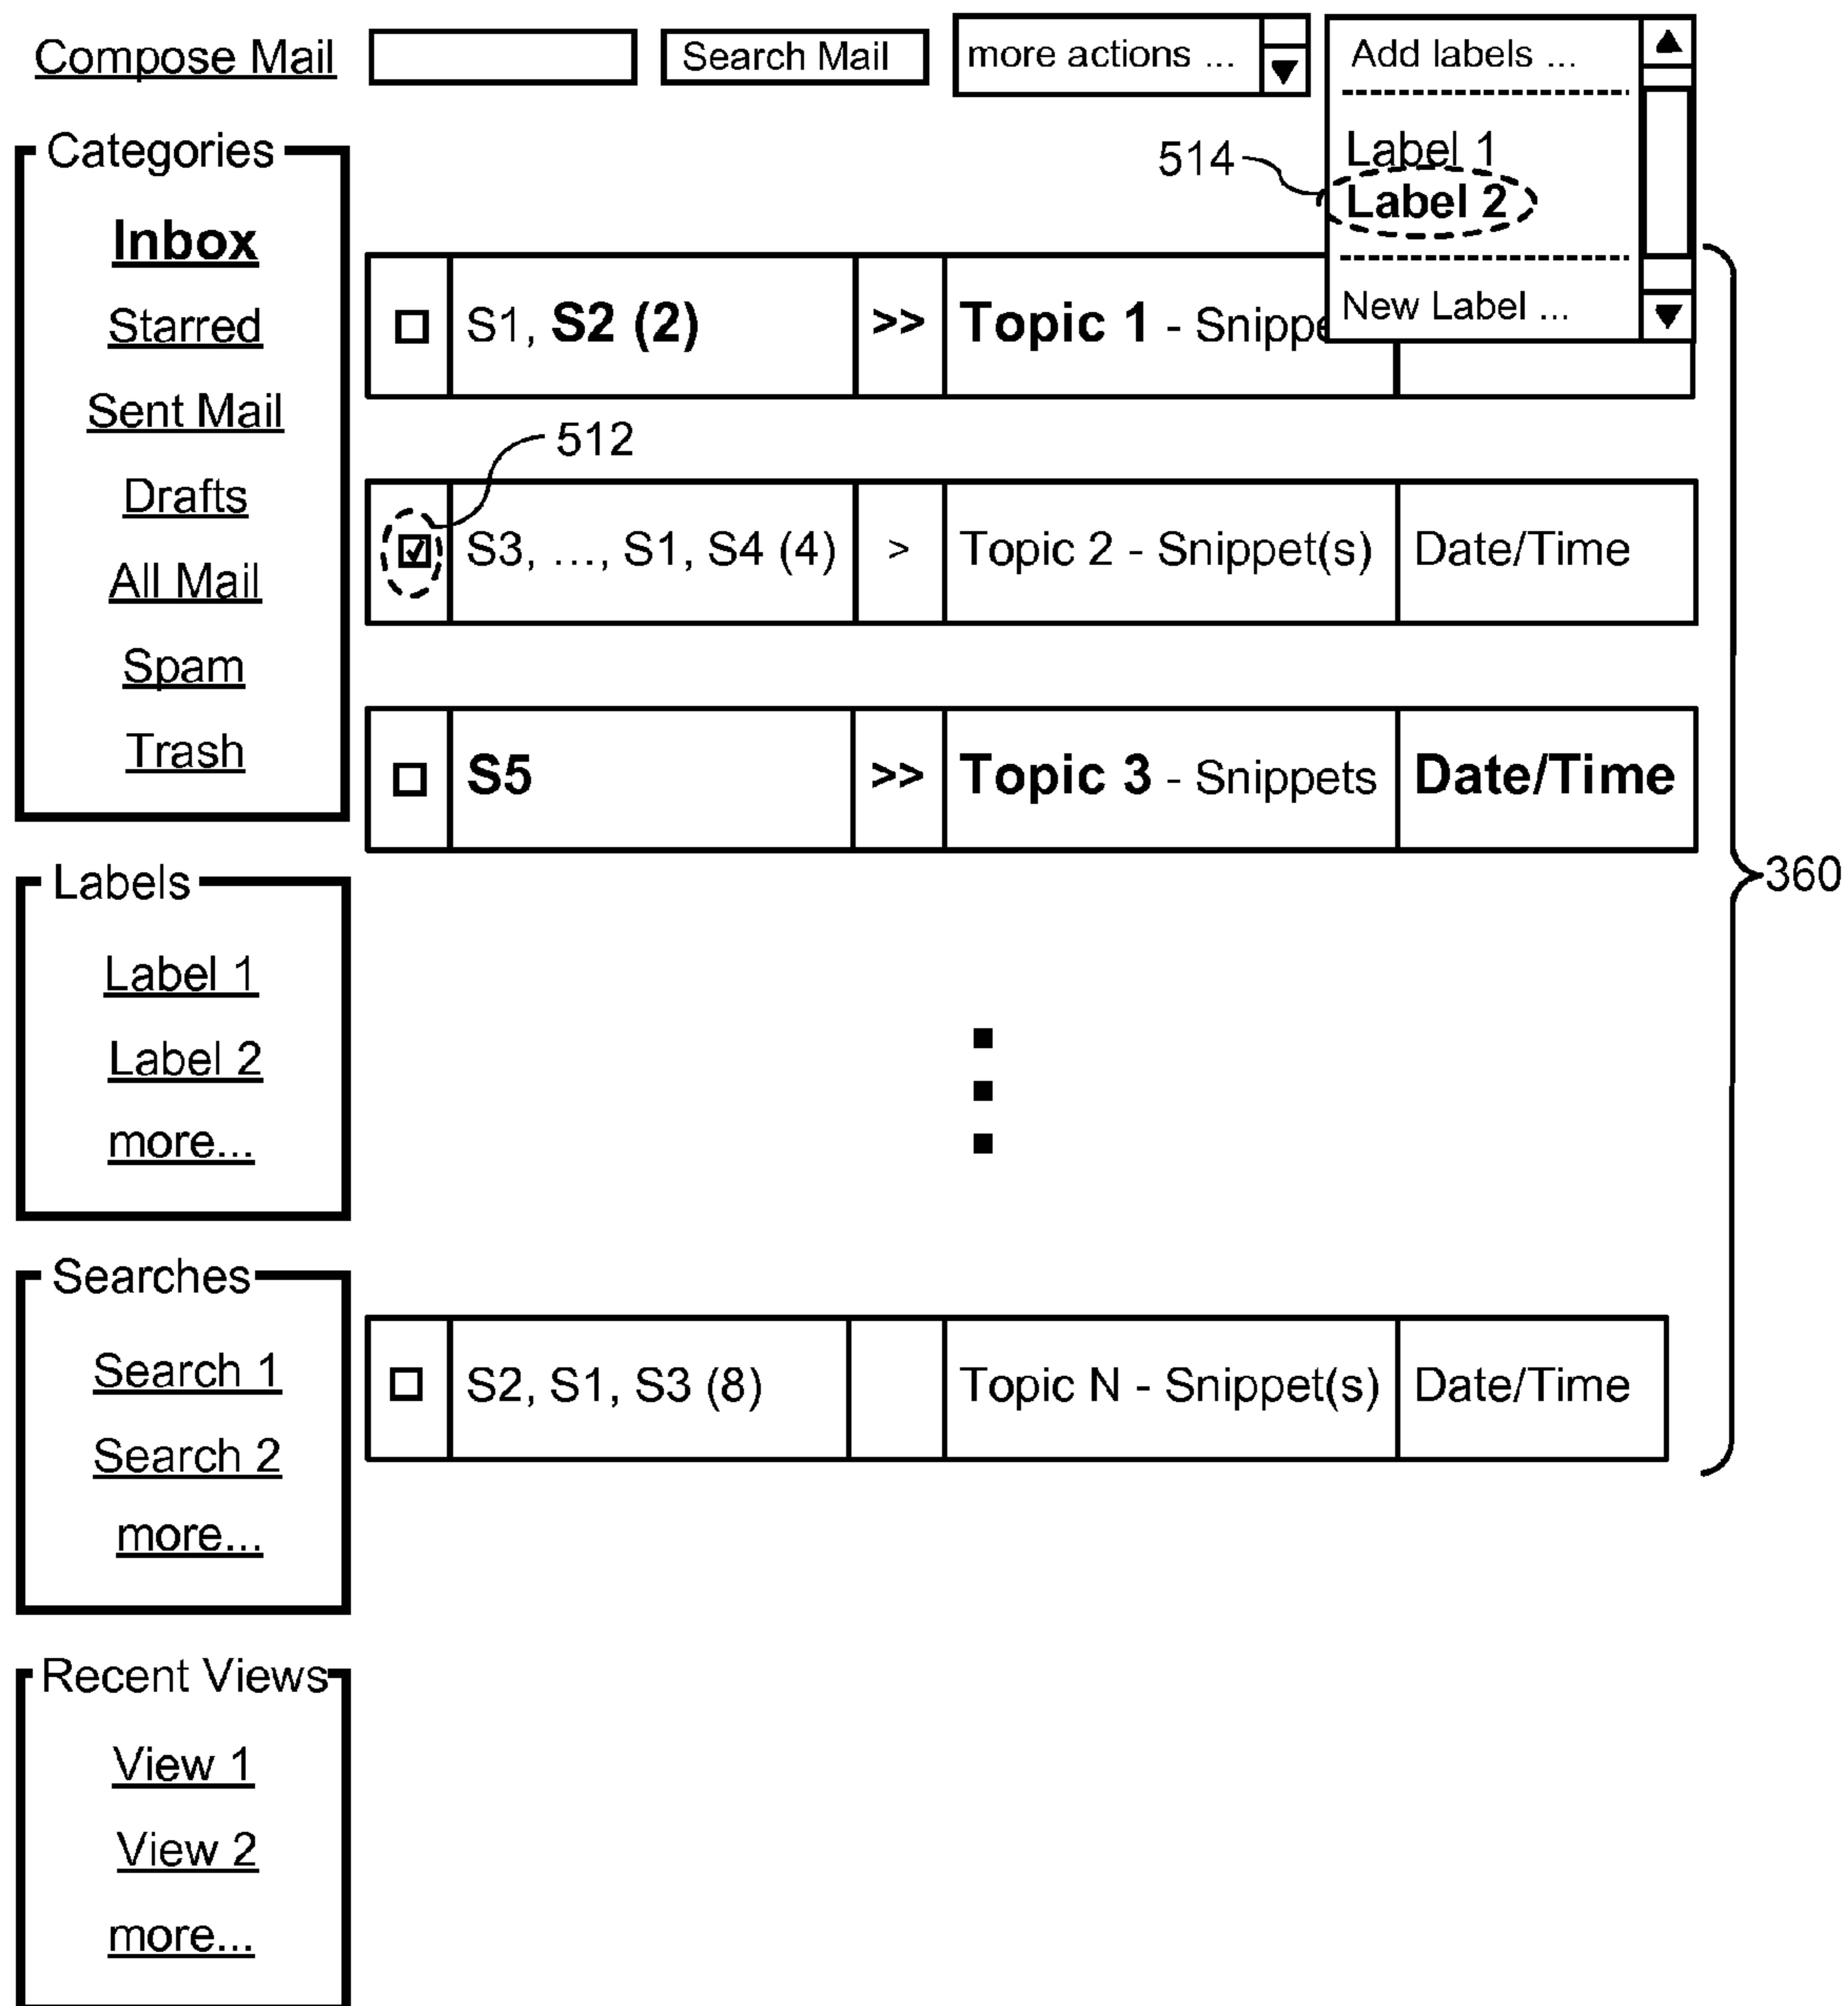 Compose Mail
Search Mail
more actions ...
Add labels ...
Label 1
Label 2
New Label ...
514
Categories
Inbox
Starred
Sent Mail
Drafts
All Mail
Spam
Trash
S1, S2 (2) >> Topic 1 - Snippe
512
S3, ..., S1, S4 (4) > Topic 2 - Snippet(s) Date/Time
S5 >> Topic 3 - Snippets Date/Time
360
Labels
Label 1
Label 2
more...
Searches
Search 1
Search 2
more...
S2, S1, S3 (8) Topic N - Snippet(s) Date/Time
Recent Views
View 1
View 2
more...